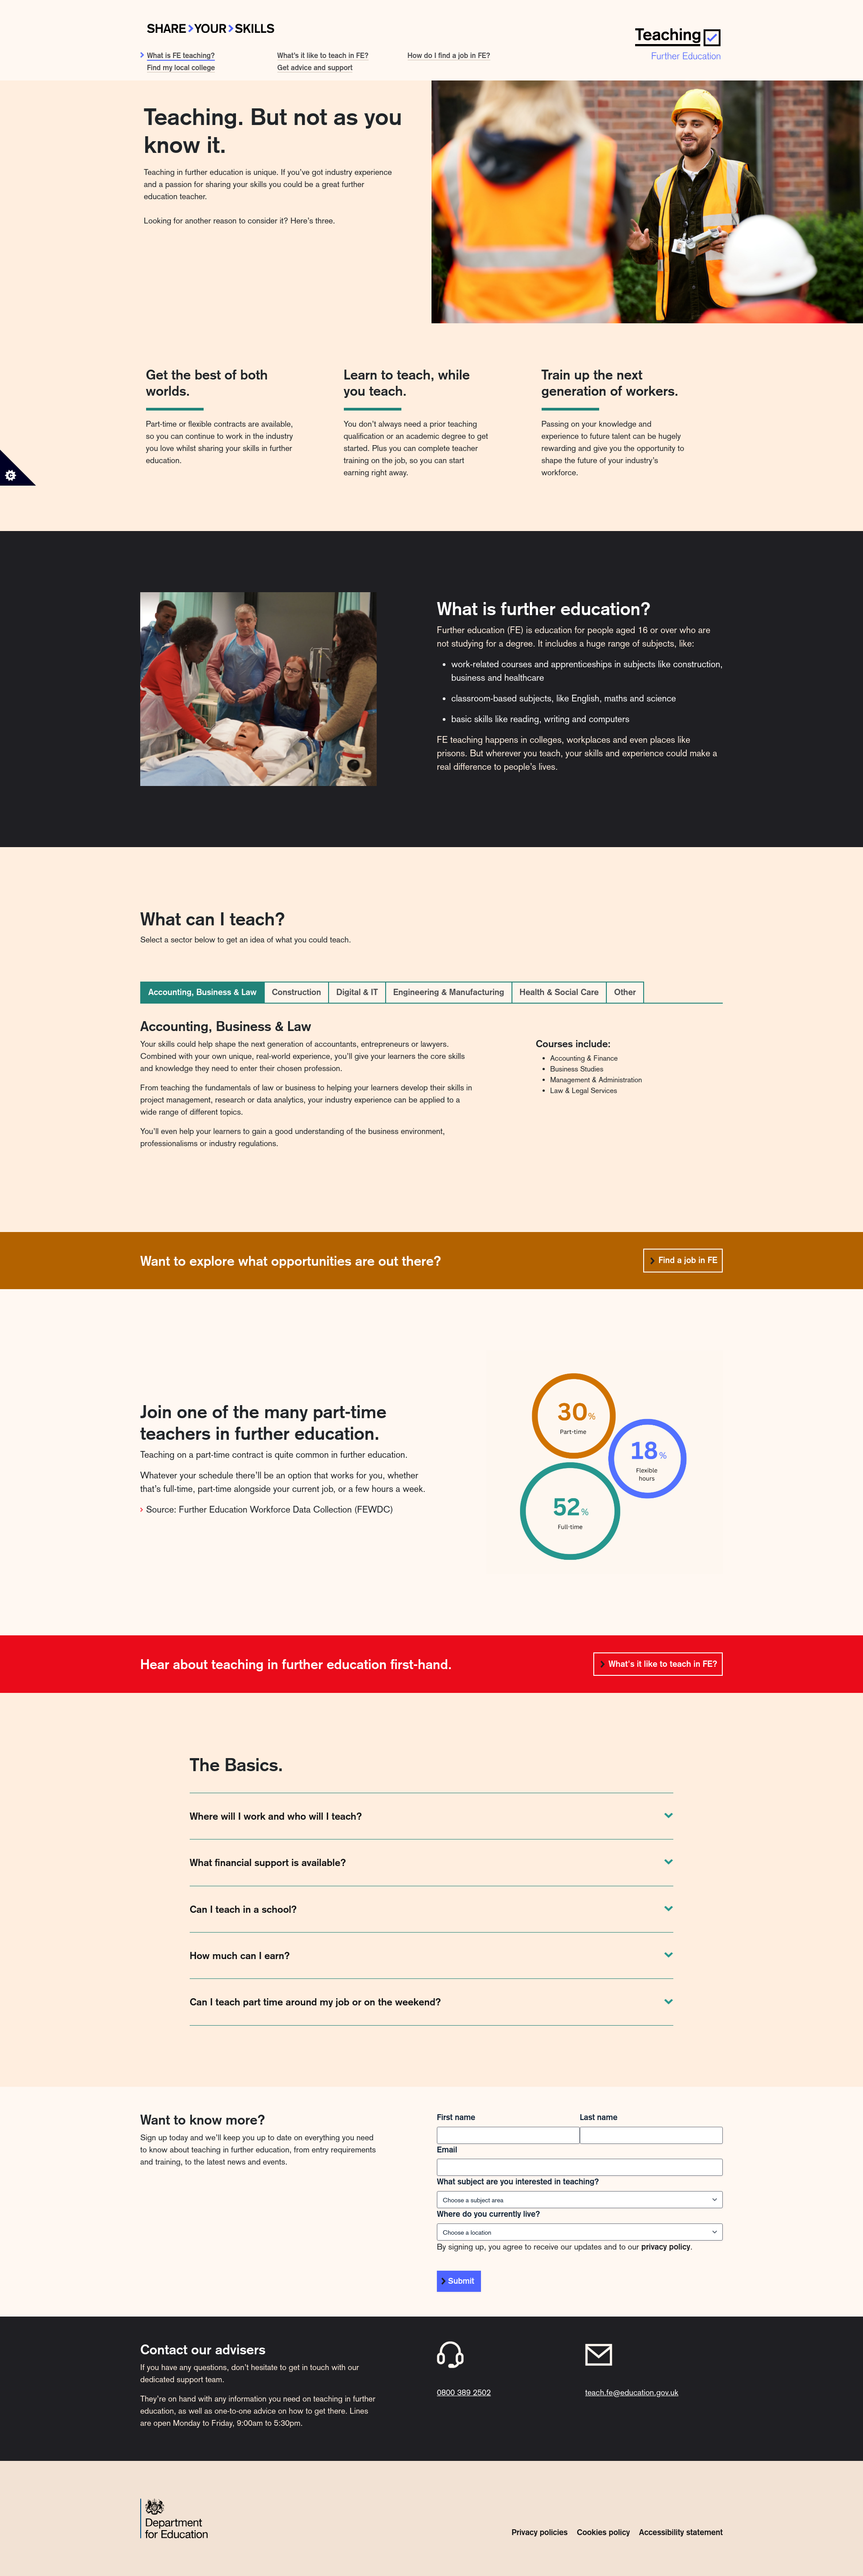 SHARE YOUR SKILLS
Teaching
Further Education
What is FE teaching?
What's it like to teach in FE?
How do I find a job in FE?
Find my local college
Get advice and support
Teaching. But not as you
know it.
Teaching in further education is unique. If you've got industry experience
and a passion for sharing your skills you could be a great further
education teacher.
Looking for another reason to consider it? Here's three.
Get the best of both
worlds.
Part-time or flexible contracts are available,
so you can continue to work in the industry
you love whilst sharing your skills in further
education.
Learn to teach, while
you teach.
You don't always need a prior teaching
qualification or an academic degree to get
started. Plus you can complete teacher
training on the job, so you can start
earning right away.
Train up the next
generation of workers.
Passing on your knowledge and
experience to future talent can be hugely
rewarding and give you the opportunity to
shape the future of your industry's
workforce.
What is further education?
Further education (FE) is education for people aged 16 or over who are
not studying for a degree. It includes a huge range of subjects, like:
• work-related courses and apprenticeships in subjects like construction,
business and healthcare
• classroom-based subjects, like English, maths and science
• basic skills like reading, writing and computers
FE teaching happens in colleges, workplaces and even places like
prisons. But wherever you teach, your skills and experience could make a
real difference to people's lives.
What can I teach?
Select a sector below to get an idea of what you could teach.
Accounting, Business & Law
Construction
Digital & IT
Engineering & Manufacturing
Health & Social Care
Other
Accounting, Business & Law
Your skills could help shape the next generation of accountants, entrepreneurs or lawyers.
Combined with your own unique, real-world experience, you'll give your learners the core skills
and knowledge they need to enter their chosen profession.
From teaching the fundamentals of law or business to helping your learners develop their skills in
project management, research or data analytics, your industry experience can be applied to a
wide range of different topics.
You'll even help your learners to gain a good understanding of the business environment,
professionalisms or industry regulations.
Courses include:
• Accounting & Finance
• Business Studies
• Management & Administration
• Law & Legal Services
Want to explore what opportunities are out there?
Find a job in FE
Join one of the many part-time
teachers in further education.
Teaching on a part-time contract is quite common in further education.
Whatever your schedule there'll be an option that works for you, whether
that's full-time, part-time alongside your current job, or a few hours a week.
Source: Further Education Workforce Data Collection (FEWDC)
30%
Part-time
18%
Flexible
hours
52%
Full-time
Hear about teaching in further education first-hand.
What's it like to teach in FE?
The Basics.
Where will I work and who will I teach?
What financial support is available?
Can I teach in a school?
How much can I earn?
Can I teach part time around my job or on the weekend?
Want to know more?
Sign up today and we'll keep you up to date on everything you need
to know about teaching in further education, from entry requirements
and training, to the latest news and events.
First name
Last name
Email
What subject are you interested in teaching?
Choose a subject area
Where do you currently live?
Choose a location
By signing up, you agree to receive our updates and to our privacy policy.
Submit
Contact our advisers
If you have any questions, don't hesitate to get in touch with our
dedicated support team.
They're on hand with any information you need on teaching in further
education, as well as one-to-one advice on how to get there. Lines
are open Monday to Friday, 9:00am to 5:30pm.
0800 389 2502
teach.fe@education.gov.uk
Department
for Education
Privacy policies
Cookies policy
Accessibility statement